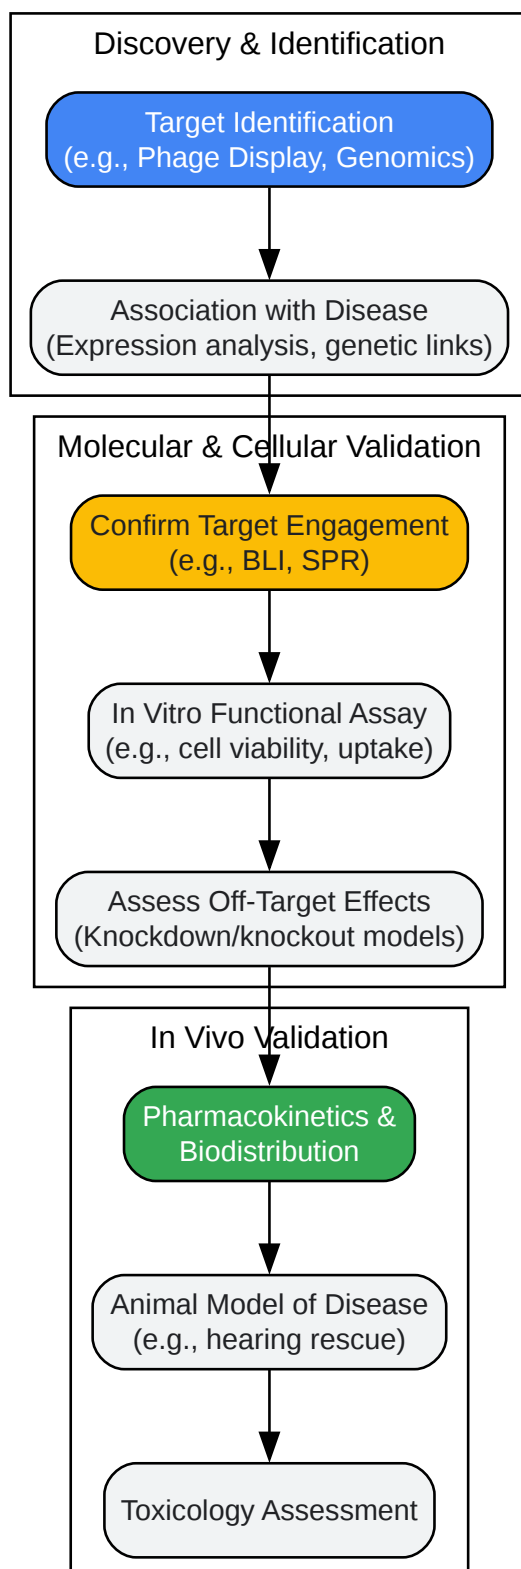 Discovery & Identification
Target Identification
(e.g., Phage Display, Genomics)
Association with Disease
(Expression analysis, genetic links)
Molecular & Cellular Validation
Confirm Target Engagement
(e.g., BLI, SPR)
In Vitro Functional Assay
(e.g., cell viability, uptake)
Assess Off-Target Effects
(Knockdown/knockout models)
In Vivo Validation
Pharmacokinetics &
Biodistribution
Animal Model of Disease
(e.g., hearing rescue)
Toxicology Assessment